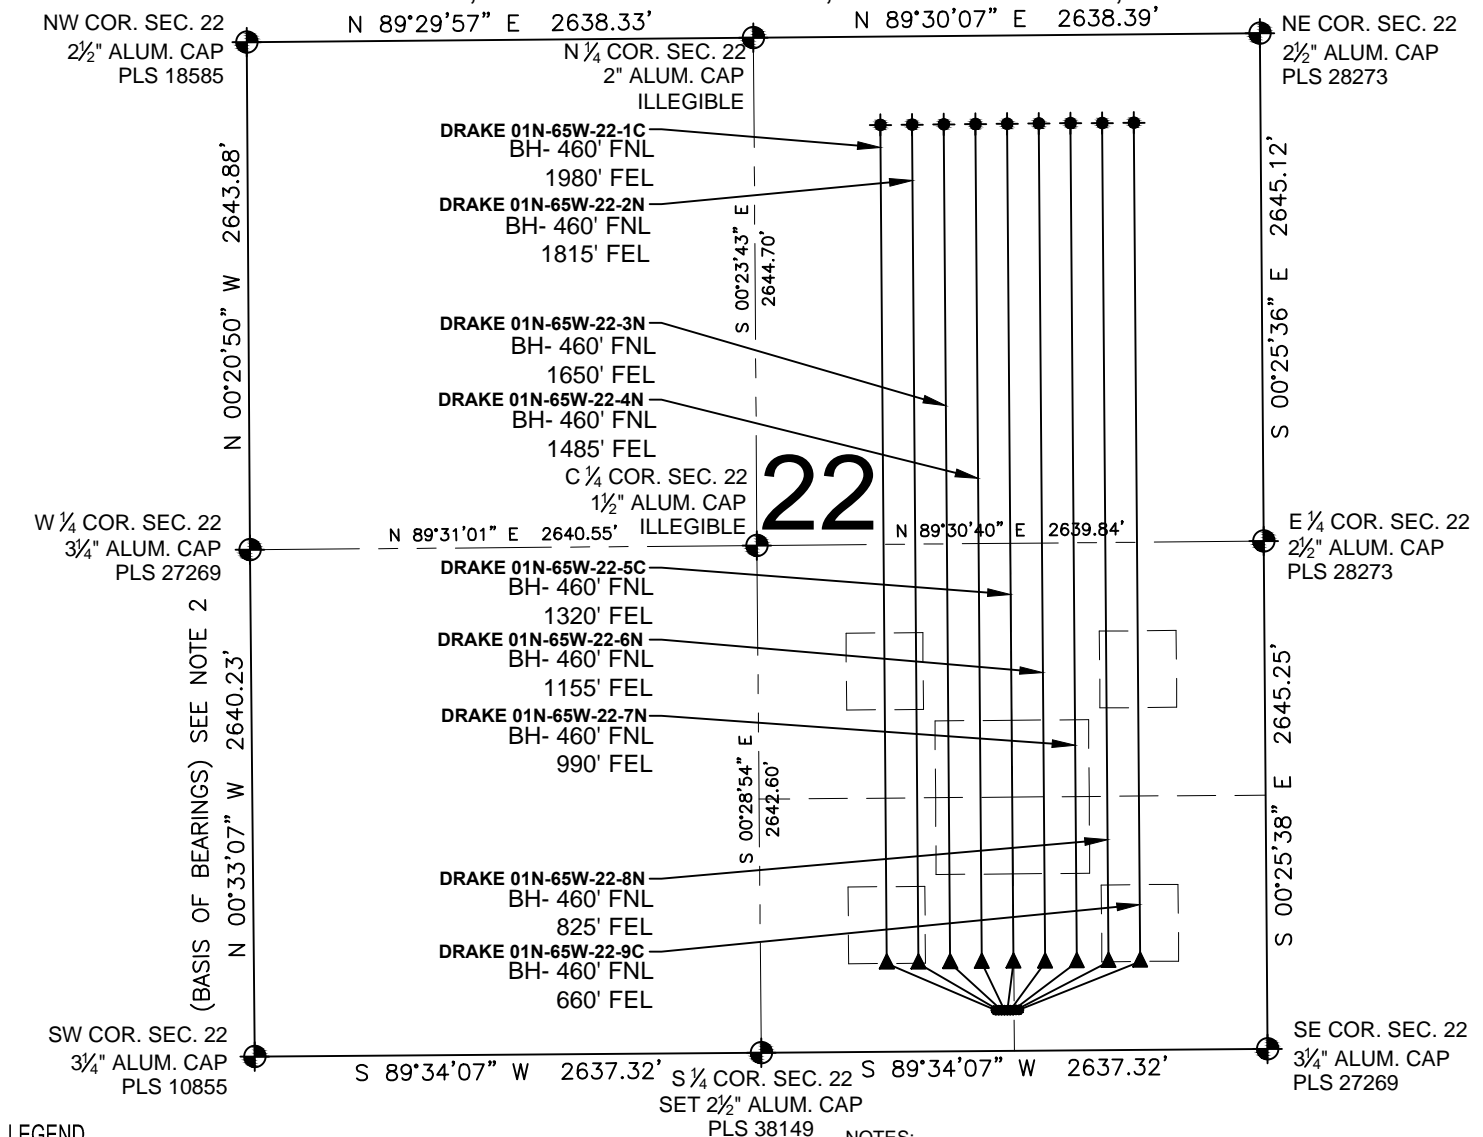 N 89°29'57" E 2638.33'
N 89°30'07" E 2638.39'
NW COR. SEC. 22
2½" ALUM. CAP
PLS 18585
N ¼ COR. SEC. 22
2" ALUM. CAP
ILLEGIBLE
NE COR. SEC. 22
2½" ALUM. CAP
PLS 28273
DRAKE 01N-65W-22-1C
BH- 460' FNL
1980' FEL
DRAKE 01N-65W-22-2N
BH- 460' FNL
1815' FEL
N 00°20'50" W 2643.88'
S 00°23'43" E
2644.70'
S 00°25'36" E 2645.12'
DRAKE 01N-65W-22-3N
BH- 460' FNL
1650' FEL
DRAKE 01N-65W-22-4N
BH- 460' FNL
1485' FEL
C ¼ COR. SEC. 22
1½" ALUM. CAP
ILLEGIBLE
22
W ¼ COR. SEC. 22
3¼" ALUM. CAP
PLS 27269
N 89°31'01" E 2640.55'
N 89°30'40" E 2639.84'
E ¼ COR. SEC. 22
2½" ALUM. CAP
PLS 28273
DRAKE 01N-65W-22-5C
BH- 460' FNL
1320' FEL
DRAKE 01N-65W-22-6N
BH- 460' FNL
1155' FEL
DRAKE 01N-65W-22-7N
BH- 460' FNL
990' FEL
(BASIS OF BEARINGS) SEE NOTE 2
N 00°33'07" W 2640.23'
S 00°28'54" E
2642.60'
S 00°25'38" E 2645.25'
DRAKE 01N-65W-22-8N
BH- 460' FNL
825' FEL
DRAKE 01N-65W-22-9C
BH- 460' FNL
660' FEL
SW COR. SEC. 22
3¼" ALUM. CAP
PLS 10855
S 89°34'07" W 2637.32'
S ¼ COR. SEC. 22
SET 2½" ALUM. CAP
PLS 38149
S 89°34'07" W 2637.32'
SE COR. SEC. 22
3¼" ALUM. CAP
PLS 27269
LEGEND
NOTES: